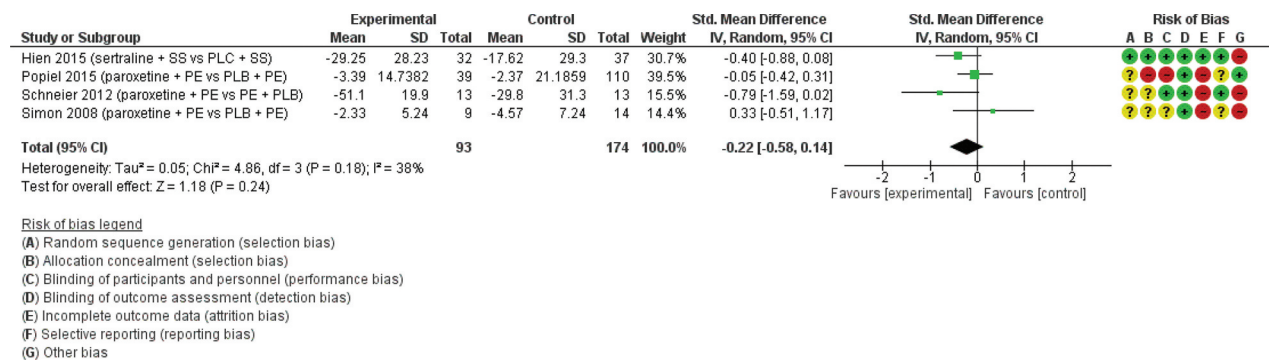 Experimental Control Std. Mean Difference Std. Mean Difference Risk of Bias
Study or Subgroup Mean SD Total Mean SD Total Weight IV, Random, 95% CI IV, Random, 95% CI A B C D E F G
Hien 2015 (sertraline + SS vs PLC + SS) -29.25 28.23 32 -17.62 29.3 37 30.7% -0.40 [-0.88, 0.08] + + + + + + -
Popiel 2015 (paroxetine + PE vs PLB + PE) -3.39 14.7382 39 -2.37 21.1859 110 39.5% -0.05 [-0.42, 0.31] ? - - + - ? +
Schneier 2012 (paroxetine + PE vs PE + PLB) -51.1 19.9 13 -29.8 31.3 13 15.5% -0.79 [-1.59, 0.02] ? ? + + - + -
Simon 2008 (paroxetine + PE vs PLB + PE) -2.33 5.24 9 -4.57 7.24 14 14.4% 0.33 [-0.51, 1.17] ? ? ? + - ? -
Total (95% CI) 93 174 100.0% -0.22 [-0.58, 0.14]
Heterogeneity: Tau² = 0.05; Chi² = 4.86, df = 3 (P = 0.18); I² = 38%
Test for overall effect: Z = 1.18 (P = 0.24)
-2 -1 0 1 2
Favours [experimental] Favours [control]
Risk of bias legend
(A) Random sequence generation (selection bias)
(B) Allocation concealment (selection bias)
(C) Blinding of participants and personnel (performance bias)
(D) Blinding of outcome assessment (detection bias)
(E) Incomplete outcome data (attrition bias)
(F) Selective reporting (reporting bias)
(G) Other bias